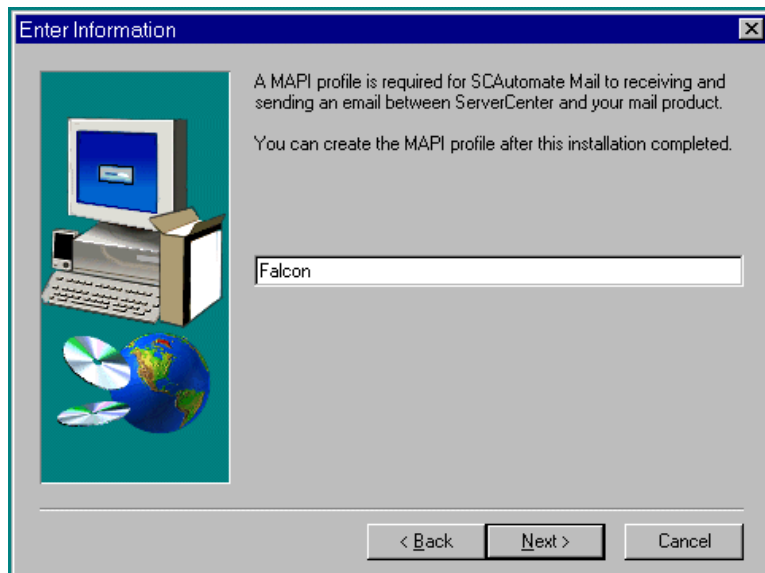 Enter Information
A MAPI profile is required for SCAutomate Mail to receiving and
sending an email between ServerCenter and your mail product.
You can create the MAPI profile after this installation completed.
Falcon
< Back
Next >
Cancel